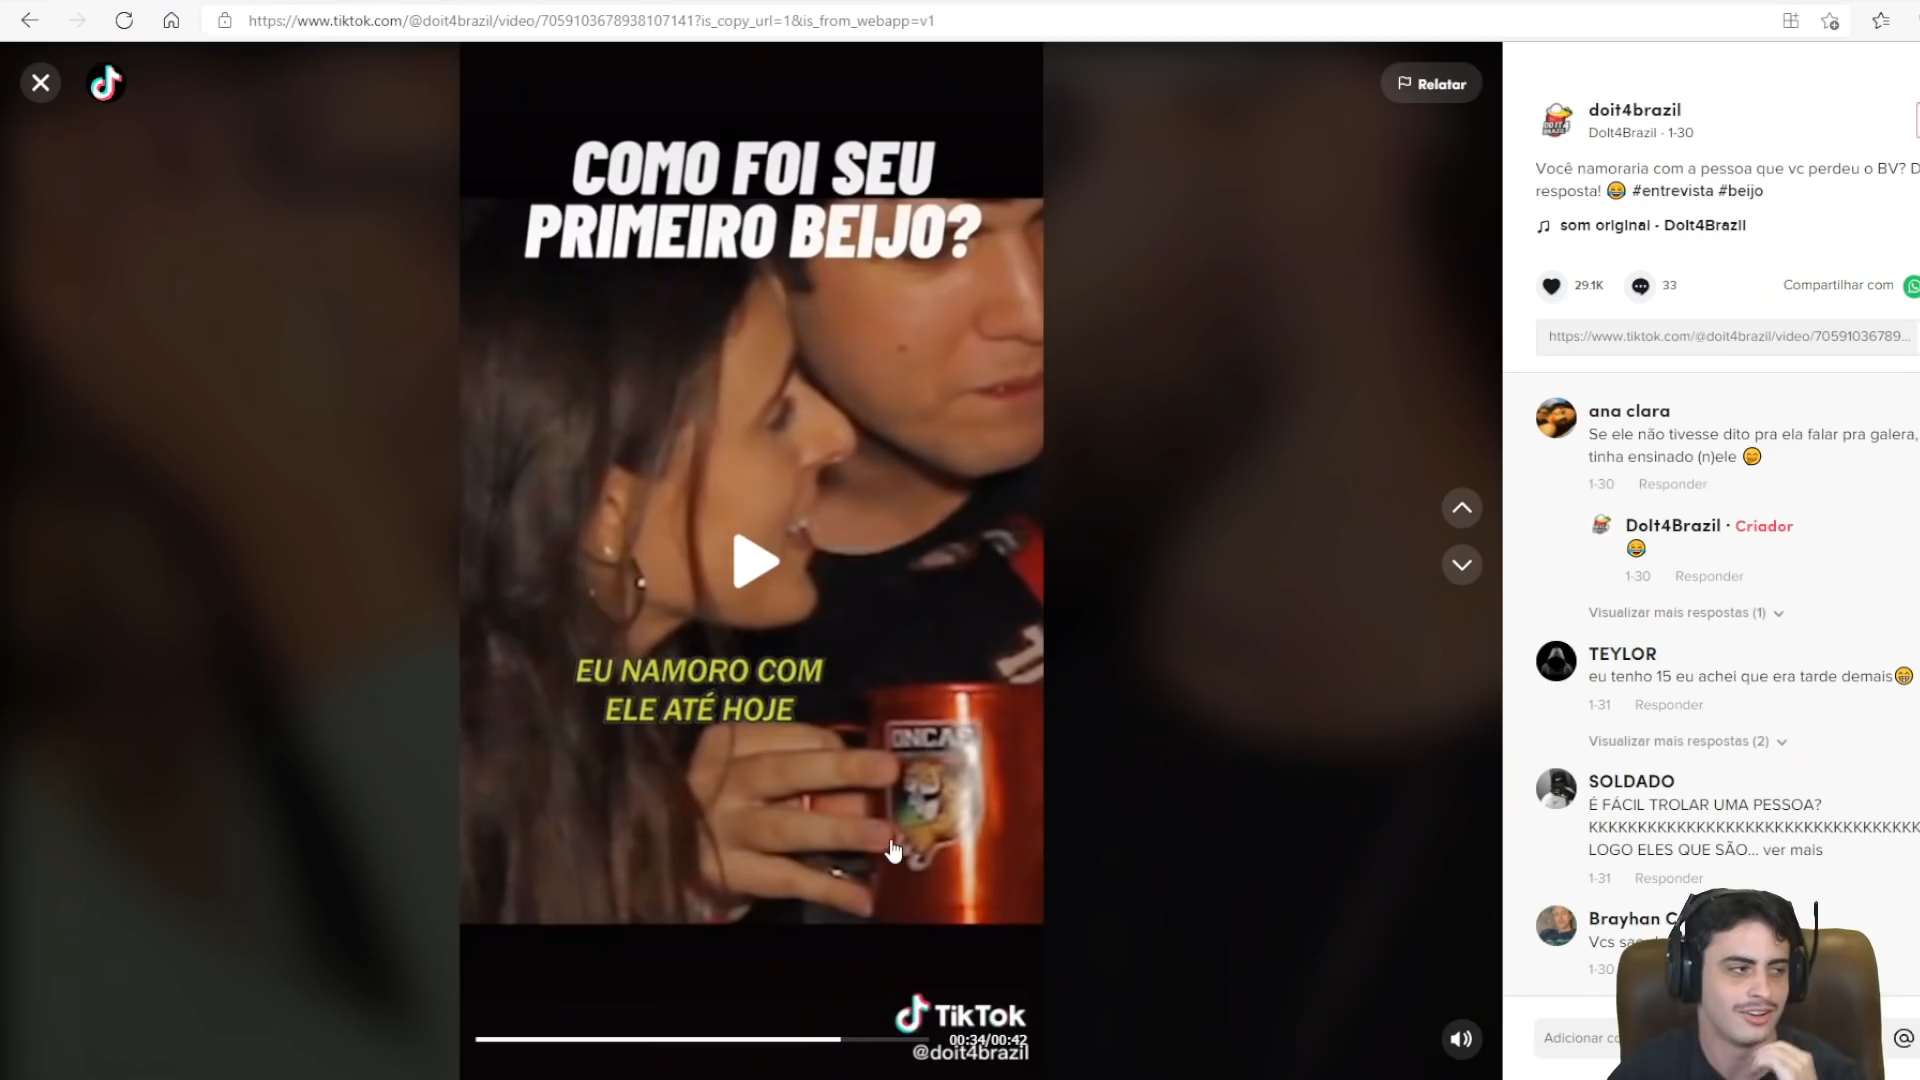 https://www.tiktok.com/@doit4brazil/video/7059103678938107141?is_copy_url=1&is_from_webapp=v1
Relatar
COMO FOI SEU
PRIMEIRO BEIJO?
EU NAMORO COM
ELE ATÉ HOJE
TikTok
00:34/00:42
@doit4brazil
doit4brazil
DoIt4Brazil · 1-30
Você namoraria com a pessoa que vc perdeu o BV? D
resposta! 😂 #entrevista #beijo
som original - DoIt4Brazil
29.1K
33
Compartilhar com
https://www.tiktok.com/@doit4brazil/video/70591036789...
ana clara
Se ele não tivesse dito pra ela falar pra galera,
tinha ensinado (n)ele 🤭
1-30 Responder
DoIt4Brazil · Criador
😂
1-30 Responder
Visualizar mais respostas (1)
TEYLOR
eu tenho 15 eu achei que era tarde demais😁
1-31 Responder
Visualizar mais respostas (2)
SOLDADO
É FÁCIL TROLAR UMA PESSOA?
KKKKKKKKKKKKKKKKKKKKKKKKKKKKKKKK
LOGO ELES QUE SÃO... ver mais
1-31 Responder
Brayhan C
Vcs
1-30
Adicionar
@